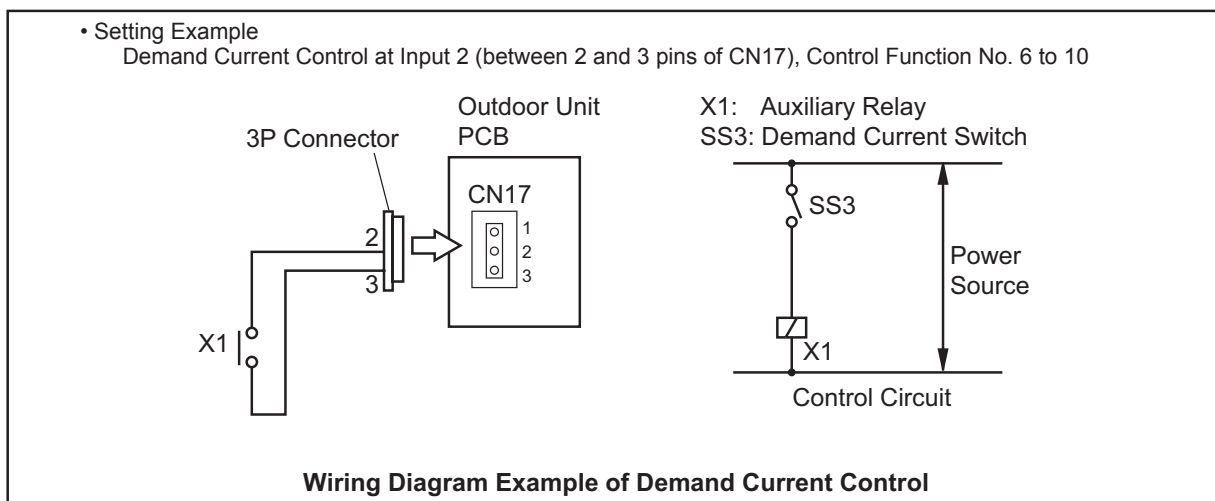 • Setting Example
Demand Current Control at Input 2 (between 2 and 3 pins of CN17), Control Function No. 6 to 10
Outdoor Unit
PCB
3P Connector
CN17
1
2
3
2
3
X1
X1: Auxiliary Relay
SS3: Demand Current Switch
SS3
Power
Source
X1
Control Circuit
Wiring Diagram Example of Demand Current Control